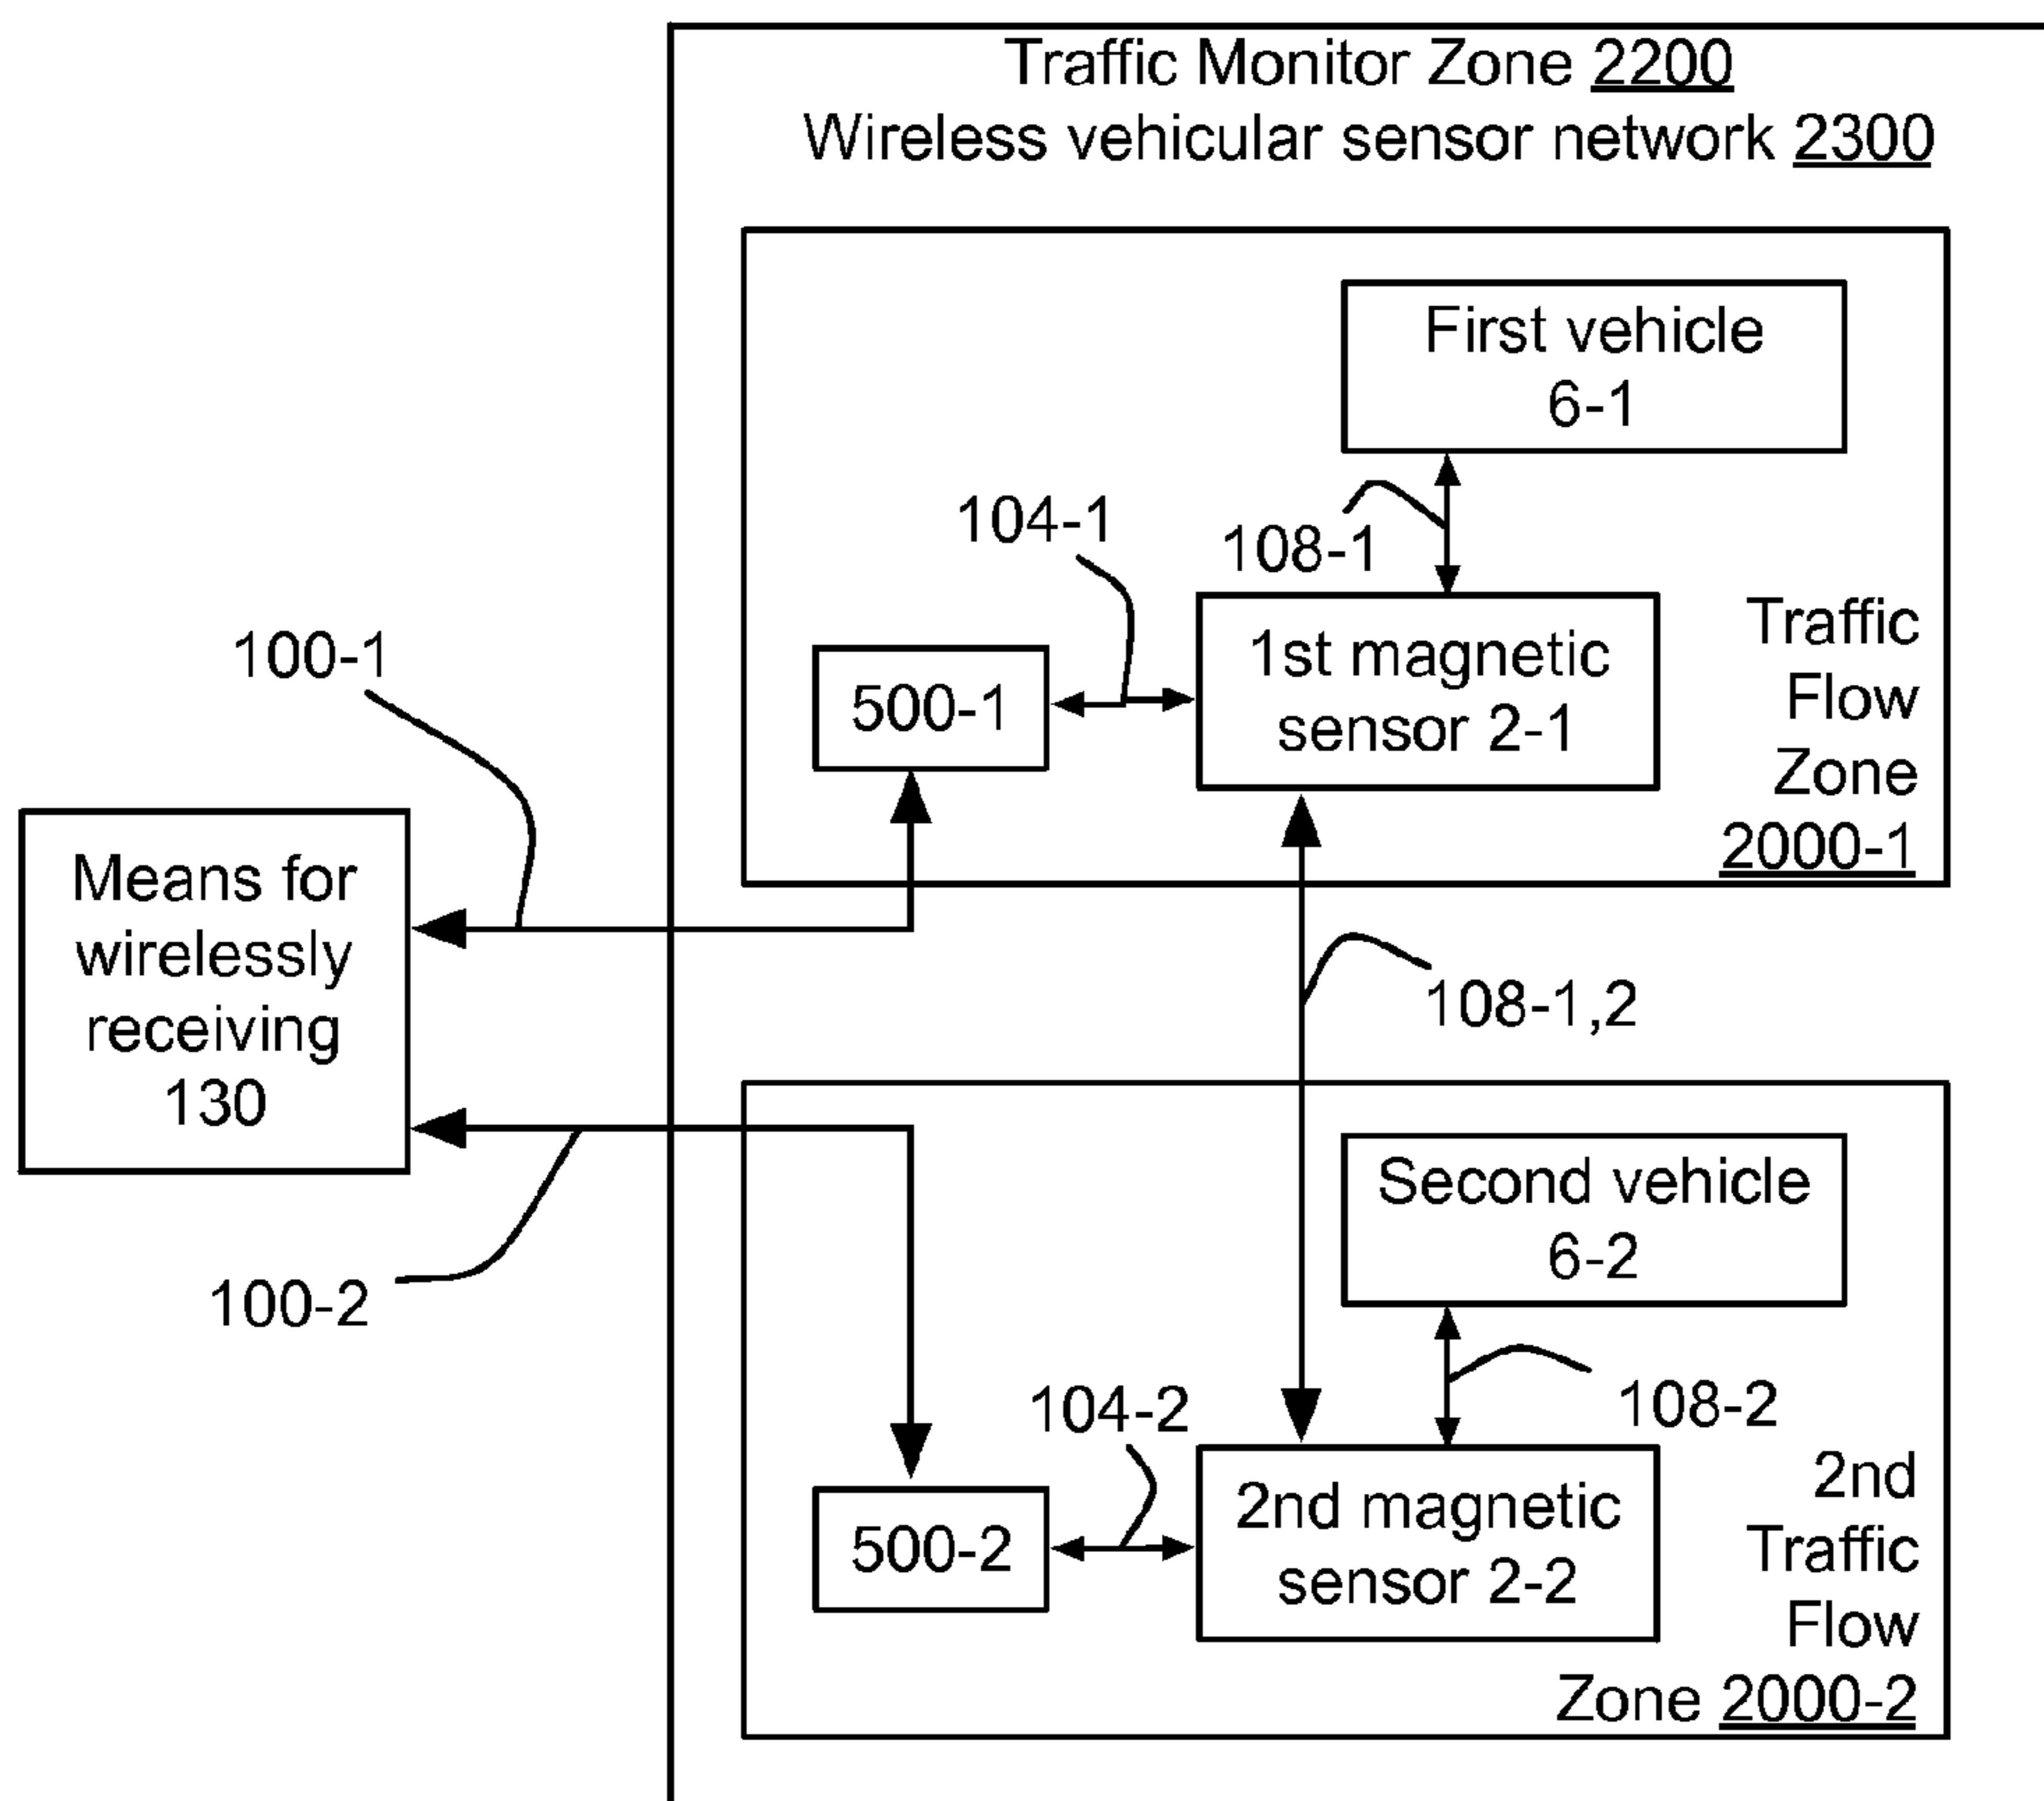 Traffic Monitor Zone 2200
Wireless vehicular sensor network 2300
First vehicle
6-1
104-1
108-1
100-1
500-1
1st magnetic
sensor 2-1
Traffic
Flow
Zone
2000-1
Means for
wirelessly
receiving
130
108-1,2
Second vehicle
6-2
100-2
104-2
108-2
500-2
2nd magnetic
sensor 2-2
2nd
Traffic
Flow
Zone 2000-2